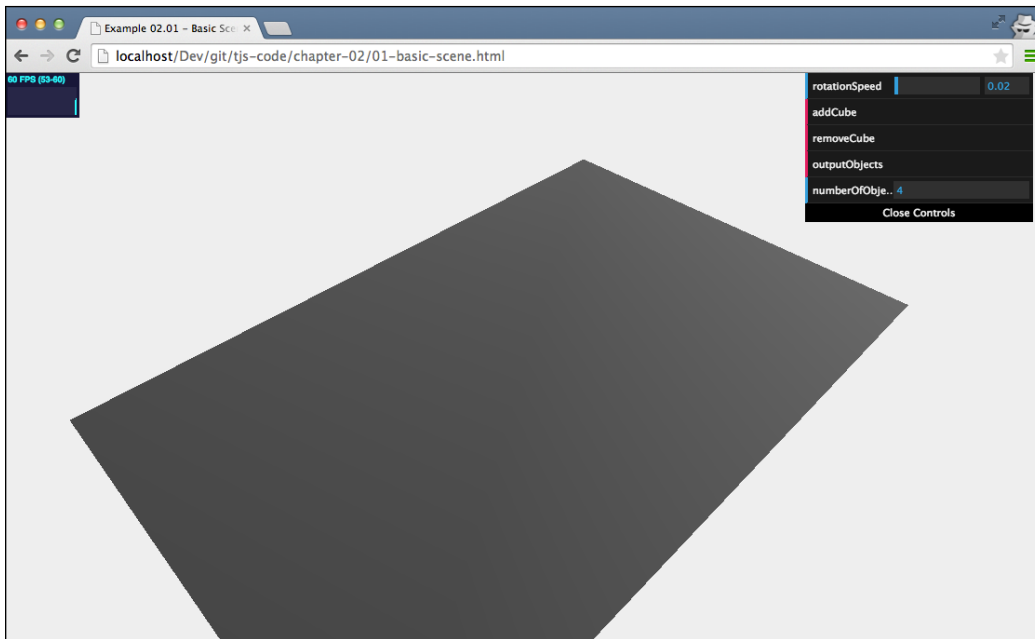 Example 02.01 - Basic Sce
localhost/Dev/git/tjs-code/chapter-02/01-basic-scene.html
60 FPS (53-60)
rotationSpeed 0.02
addCube
removeCube
outputObjects
numberOfObje.. 4
Close Controls